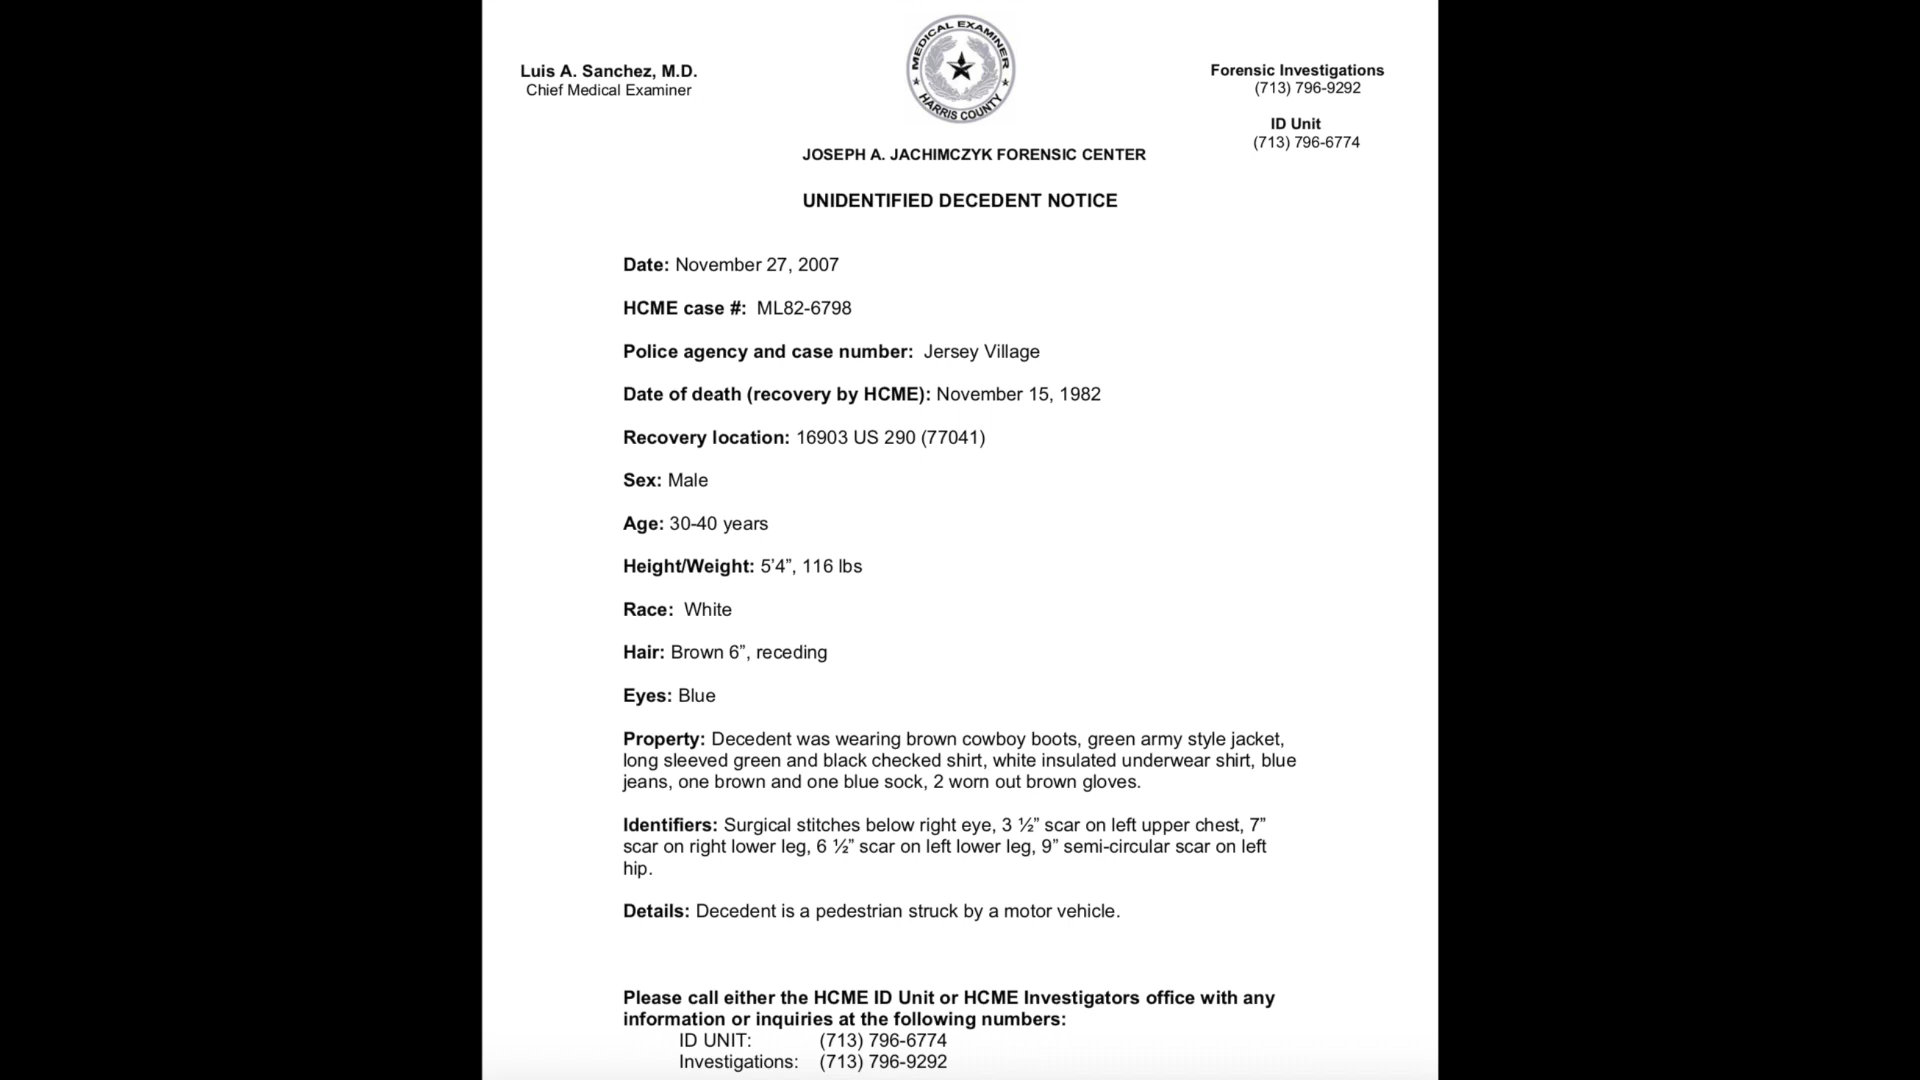 Luis A. Sanchez, M.D.
Chief Medical Examiner
MEDICAL EXAMINER
HARRIS COUNTY
Forensic Investigations
(713) 796-9292
ID Unit
(713) 796-6774
JOSEPH A. JACHIMCZYK FORENSIC CENTER
UNIDENTIFIED DECEDENT NOTICE
Date: November 27, 2007
HCME case #: ML82-6798
Police agency and case number: Jersey Village
Date of death (recovery by HCME): November 15, 1982
Recovery location: 16903 US 290 (77041)
Sex: Male
Age: 30-40 years
Height/Weight: 5’4”, 116 lbs
Race: White
Hair: Brown 6”, receding
Eyes: Blue
Property: Decedent was wearing brown cowboy boots, green army style jacket,
long sleeved green and black checked shirt, white insulated underwear shirt, blue
jeans, one brown and one blue sock, 2 worn out brown gloves.
Identifiers: Surgical stitches below right eye, 3 ½” scar on left upper chest, 7”
scar on right lower leg, 6 ½” scar on left lower leg, 9” semi-circular scar on left
hip.
Details: Decedent is a pedestrian struck by a motor vehicle.
Please call either the HCME ID Unit or HCME Investigators office with any
information or inquiries at the following numbers:
ID UNIT: (713) 796-6774
Investigations: (713) 796-9292